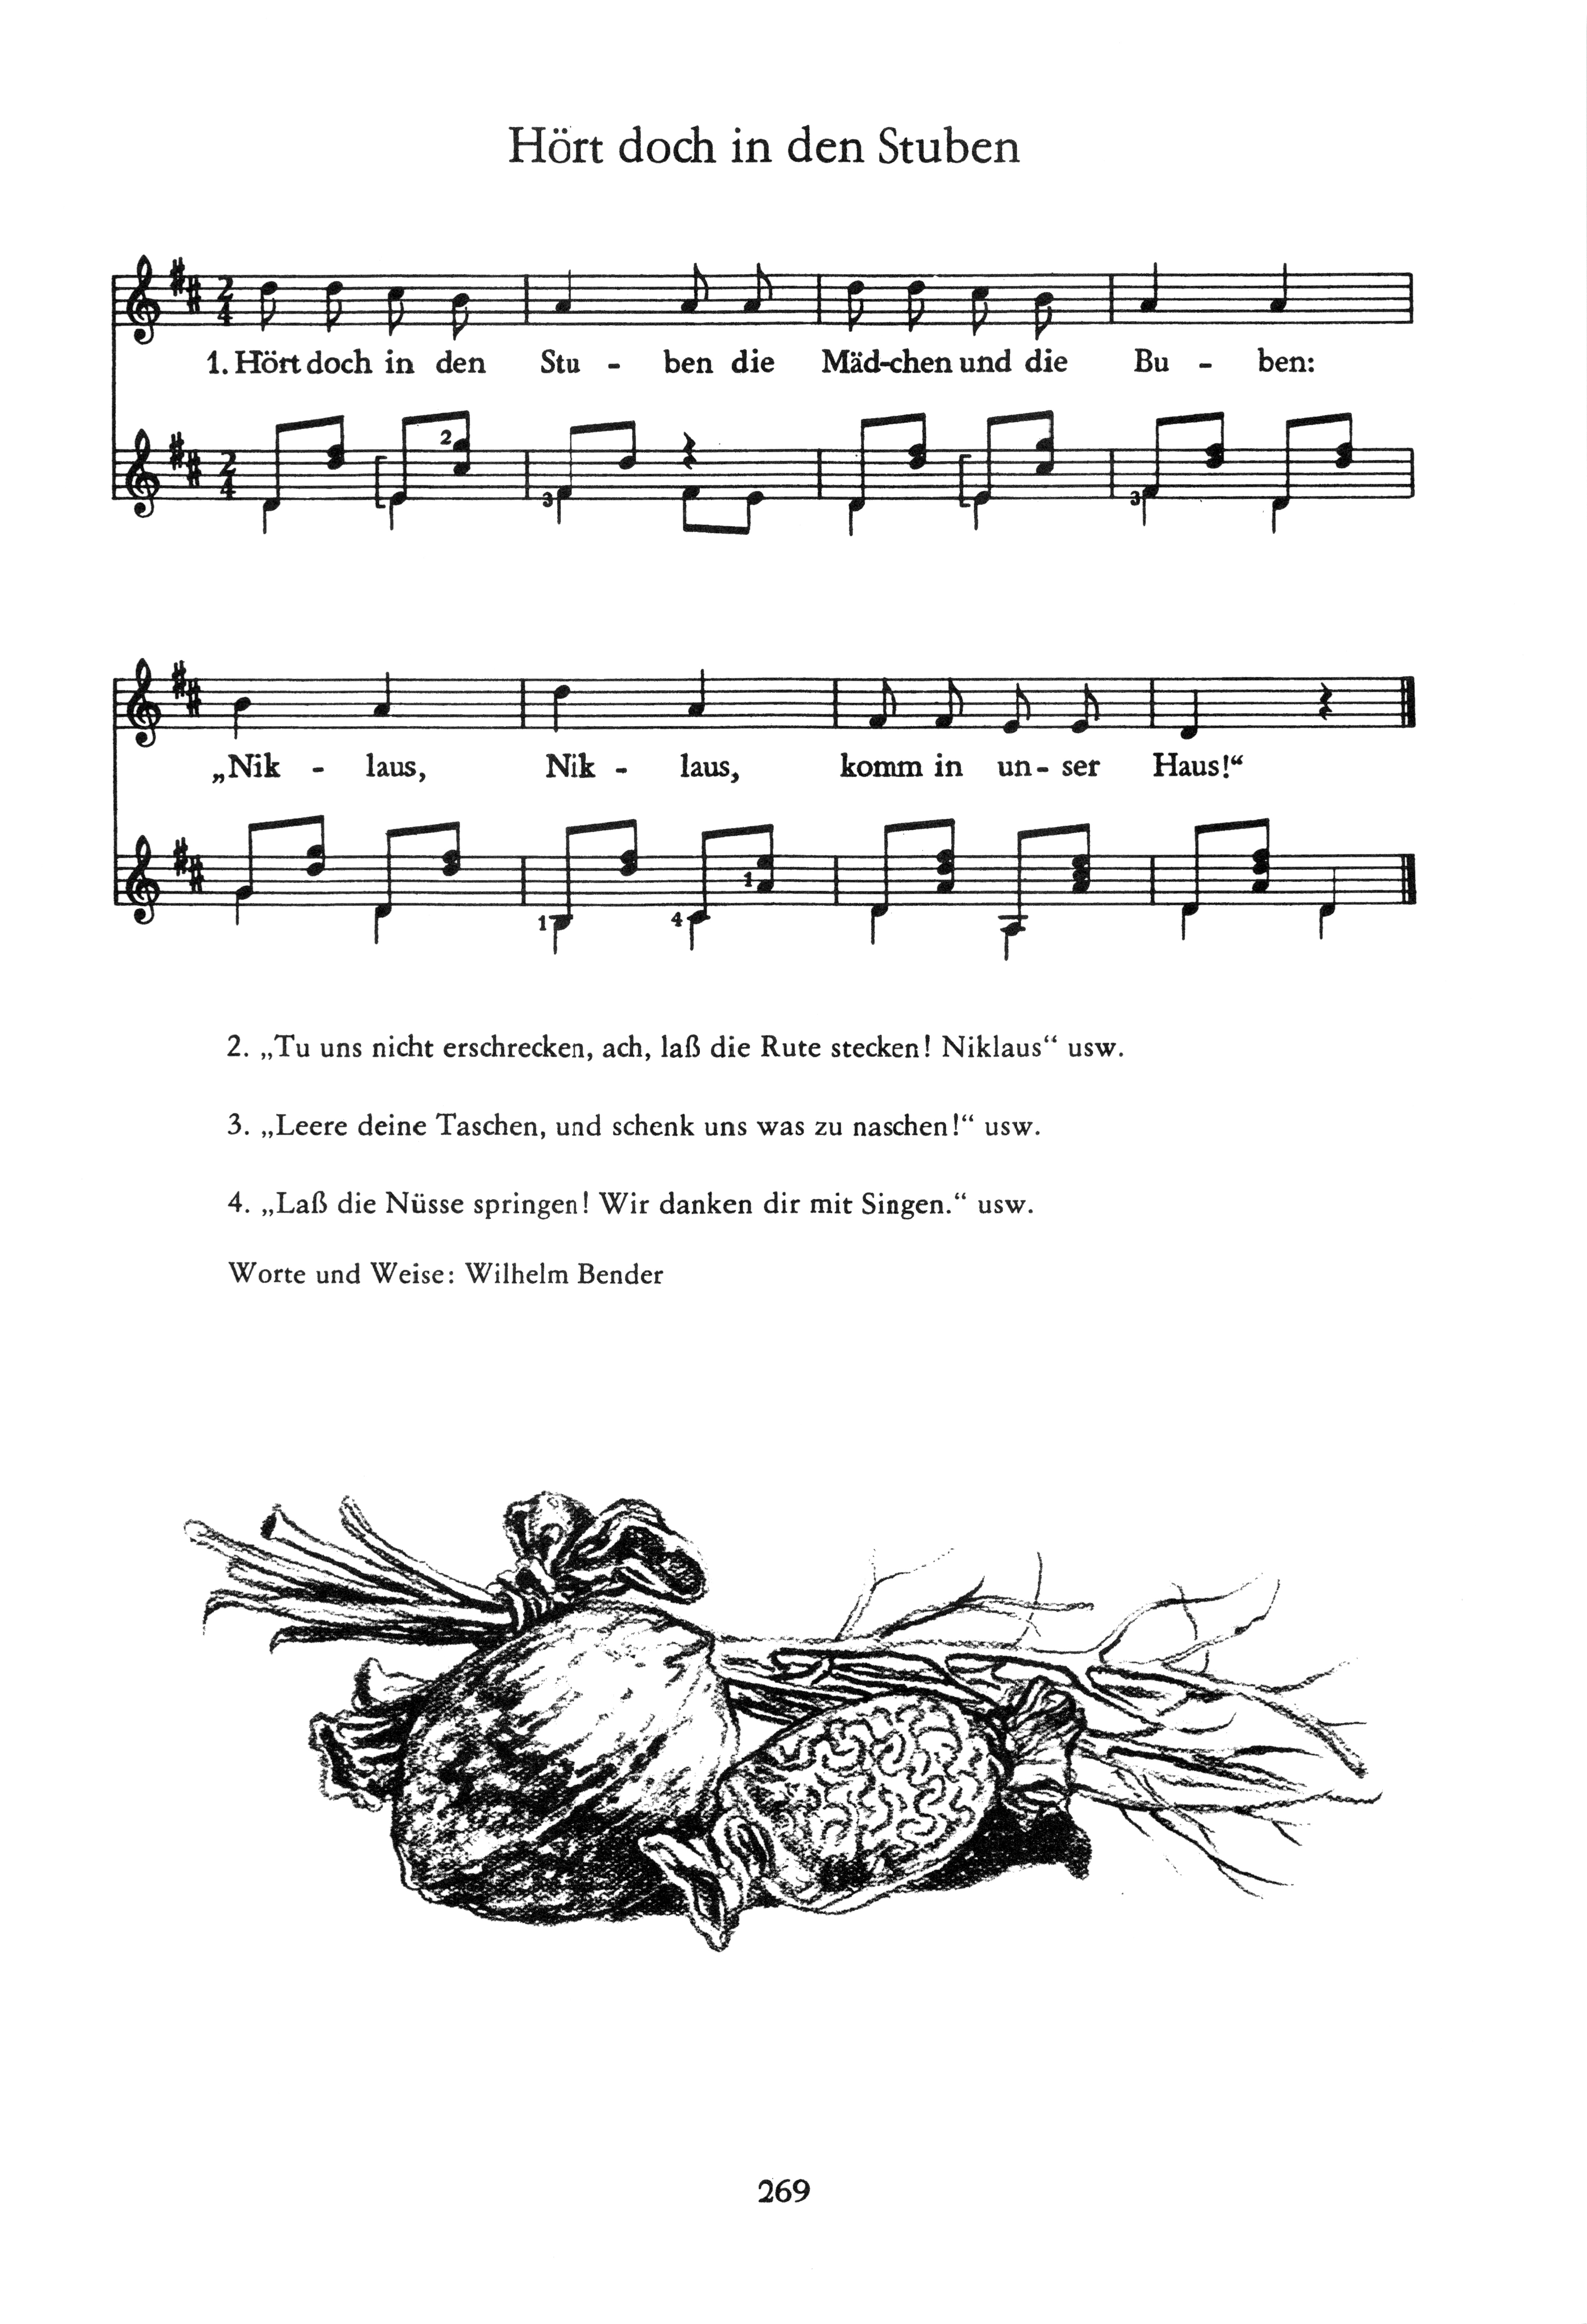 Hört doch in den Stuben
2
4
1. Hört doch in den Stu - ben die Mäd-chen und die Bu - ben:
2
4
2
3
3
„Nik - laus, Nik - laus, komm in un- ser Haus!“
1
4
1
2. „Tu uns nicht erschrecken, ach, laß die Rute stecken! Niklaus“ usw.
3. „Leere deine Taschen, und schenk uns was zu naschen!“ usw.
4. „Laß die Nüsse springen! Wir danken dir mit Singen.“ usw.
Worte und Weise: Wilhelm Bender
269